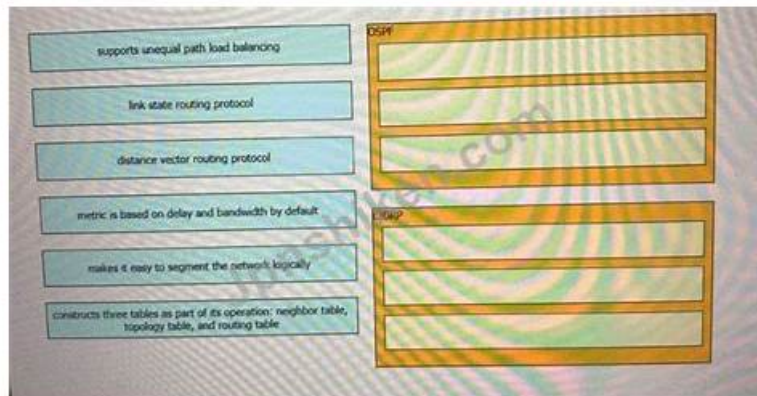 supports unequal path load balancing
link state routing protocol
distance vector routing protocol
metric is based on delay and bandwidth by default
makes it easy to segment the network logically
constructs three tables as part of its operation: neighbor table,
topology table, and routing table
OSPF
EIGRP